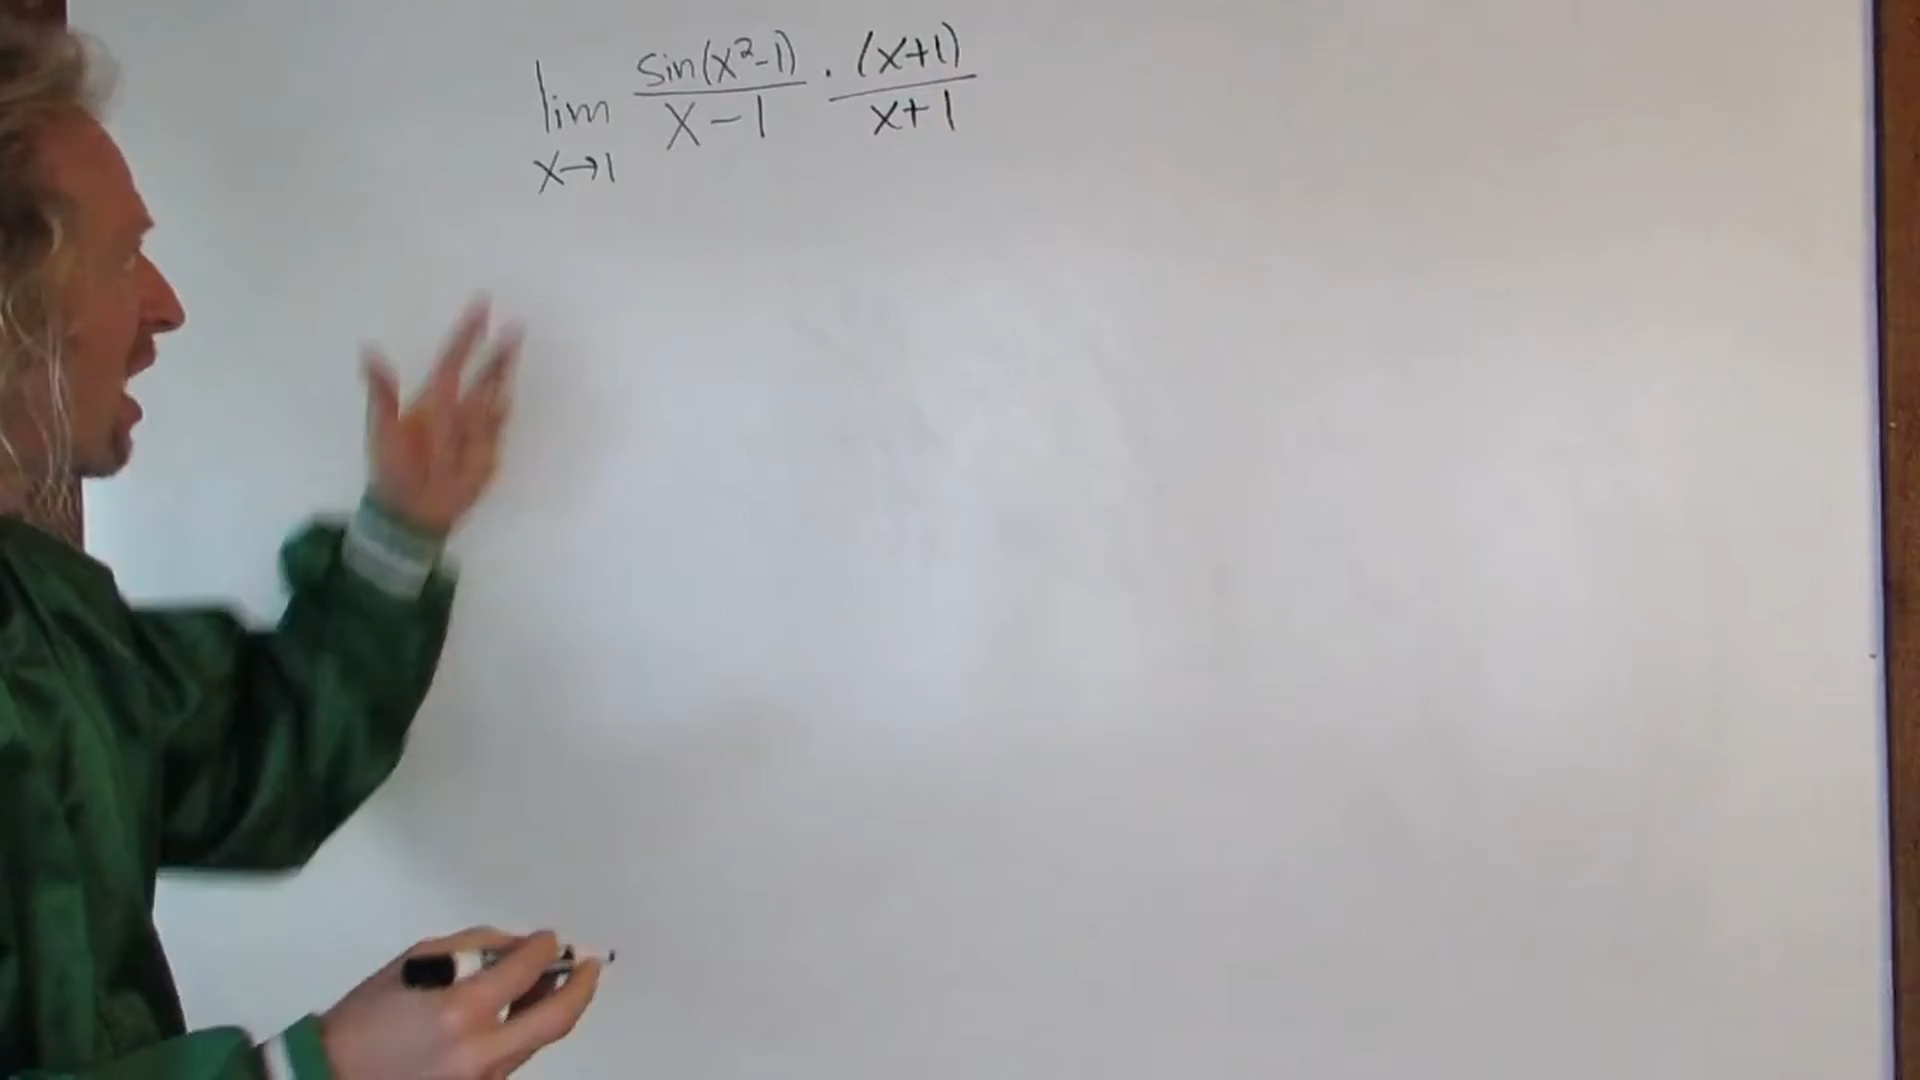 lim sin(x²-1)/x-1 · (x+1)/x+1
x→1